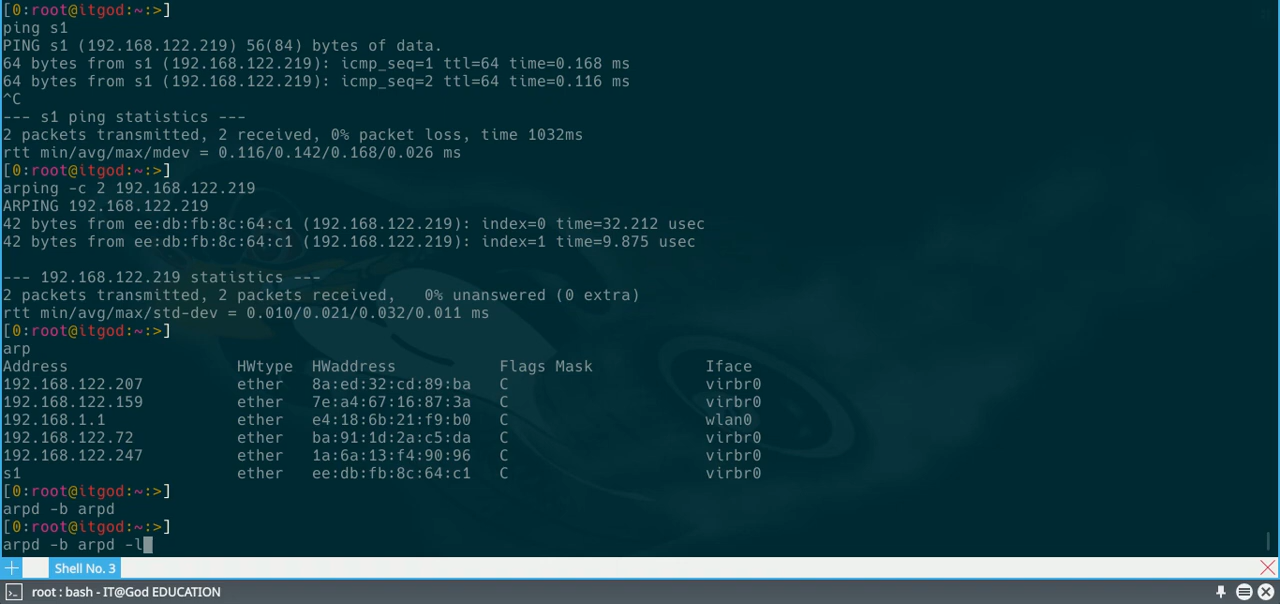 [0:root@itgod:~:>]
ping s1
PING s1 (192.168.122.219) 56(84) bytes of data.
64 bytes from s1 (192.168.122.219): icmp_seq=1 ttl=64 time=0.168 ms
64 bytes from s1 (192.168.122.219): icmp_seq=2 ttl=64 time=0.116 ms
^C
--- s1 ping statistics ---
2 packets transmitted, 2 received, 0% packet loss, time 1032ms
rtt min/avg/max/mdev = 0.116/0.142/0.168/0.026 ms
[0:root@itgod:~:>]
arping -c 2 192.168.122.219
ARPING 192.168.122.219
42 bytes from ee:db:fb:8c:64:c1 (192.168.122.219): index=0 time=32.212 usec
42 bytes from ee:db:fb:8c:64:c1 (192.168.122.219): index=1 time=9.875 usec

--- 192.168.122.219 statistics ---
2 packets transmitted, 2 packets received,   0% unanswered (0 extra)
rtt min/avg/max/std-dev = 0.010/0.021/0.032/0.011 ms
[0:root@itgod:~:>]
arp
Address                  HWtype  HWaddress           Flags Mask            Iface
192.168.122.207          ether   8a:ed:32:cd:89:ba   C                     virbr0
192.168.122.159          ether   7e:a4:67:16:87:3a   C                     virbr0
192.168.1.1              ether   e4:18:6b:21:f9:b0   C                     wlan0
192.168.122.72           ether   ba:91:1d:2a:c5:da   C                     virbr0
192.168.122.247          ether   1a:6a:13:f4:90:96   C                     virbr0
s1                       ether   ee:db:fb:8c:64:c1   C                     virbr0
[0:root@itgod:~:>]
arpd -b arpd
[0:root@itgod:~:>]
arpd -b arpd -l
Shell No. 3
root : bash - IT@God EDUCATION